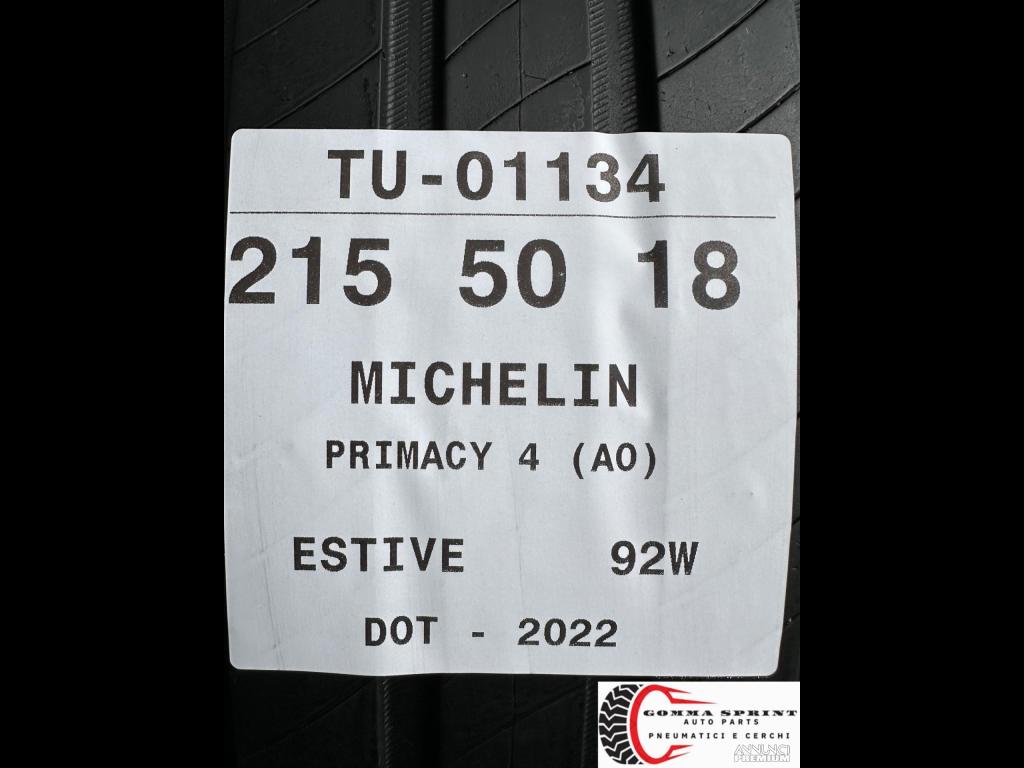 TU-01134
215 50 18
MICHELIN
PRIMACY 4 (AO)
ESTIVE 92W
DOT - 2022
GOMMA SPRINT
AUTO PARTS
PNEUMATICI E CERCHI
ANNUNCI
PREMIUM